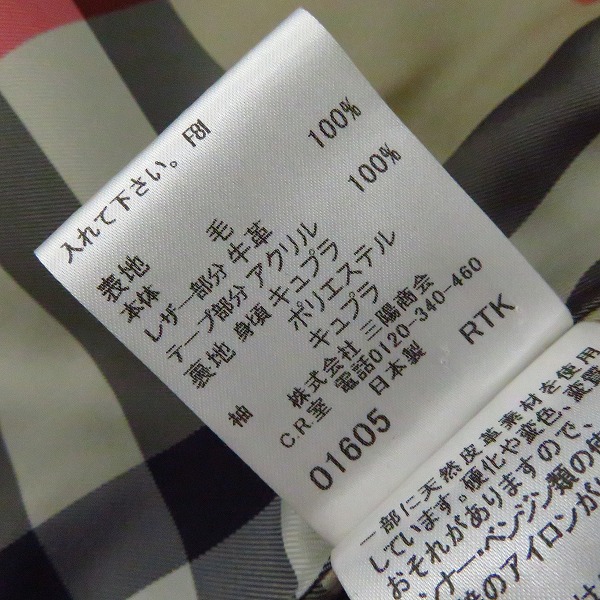 入れて下さい。 F8I
表地
本体 毛 100%
レザー部分 牛革
テープ部分 アクリル 100%
裏地 身頃 キュプラ
ポリエステル
袖 キュプラ
株式会社 三陽商会
C.R.室 電話0120-340-460
日本製
01605 RTK
一部に天然皮革素材を使用
しています。硬化や変色、変質
おそれがありますので、
ンナー・ベンジン類の使
のアイロンが